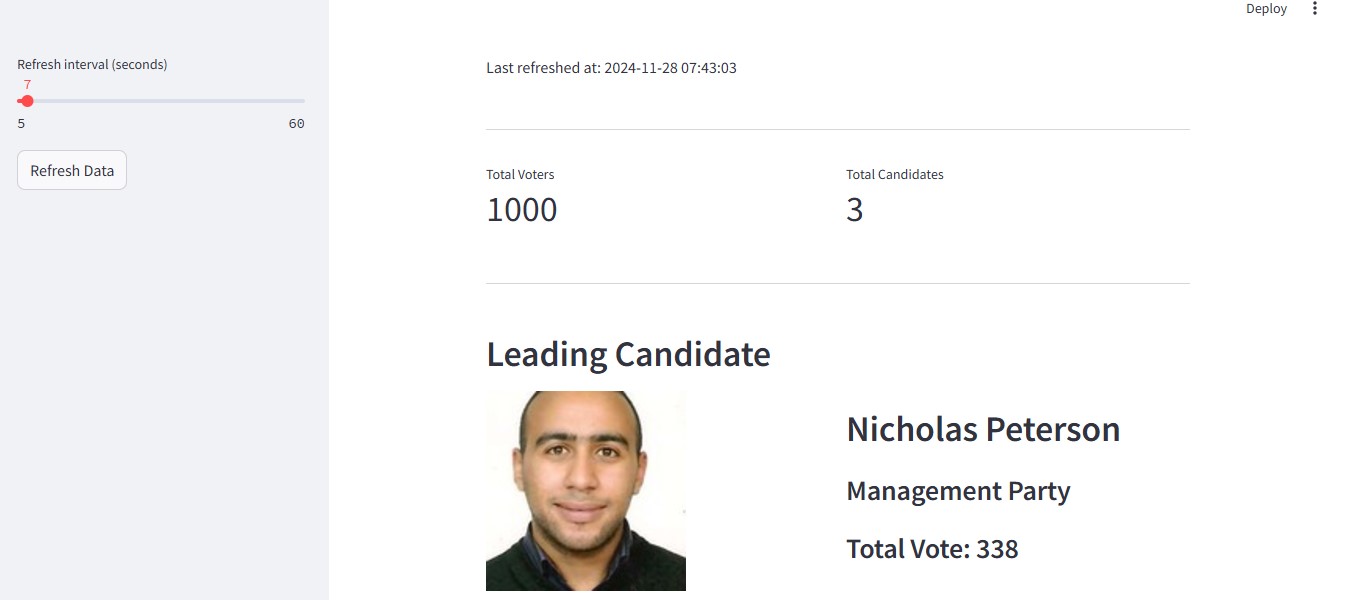 Deploy
Refresh interval (seconds)
7
5 60
Refresh Data
Last refreshed at: 2024-11-28 07:43:03
Total Voters
1000
Total Candidates
3
Leading Candidate
Nicholas Peterson
Management Party
Total Vote: 338